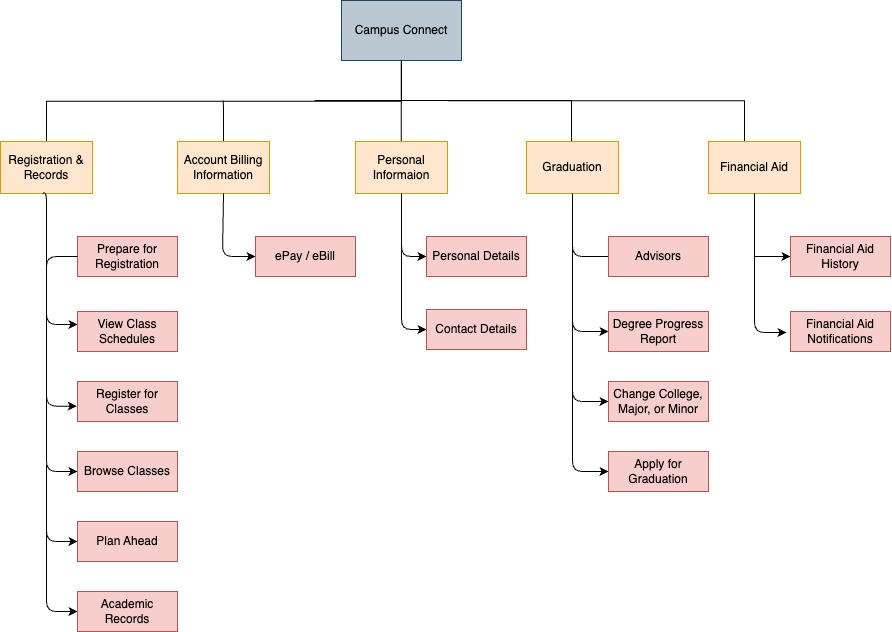 Campus Connect
Registration &
Records
Account Billing
Information
Personal
Informaion
Graduation
Financial Aid
Prepare for
Registration
ePay / eBill
Personal Details
Advisors
Financial Aid
History
View Class
Schedules
Contact Details
Degree Progress
Report
Financial Aid
Notifications
Register for
Classes
Change College,
Major, or Minor
Browse Classes
Apply for
Graduation
Plan Ahead
Academic
Records